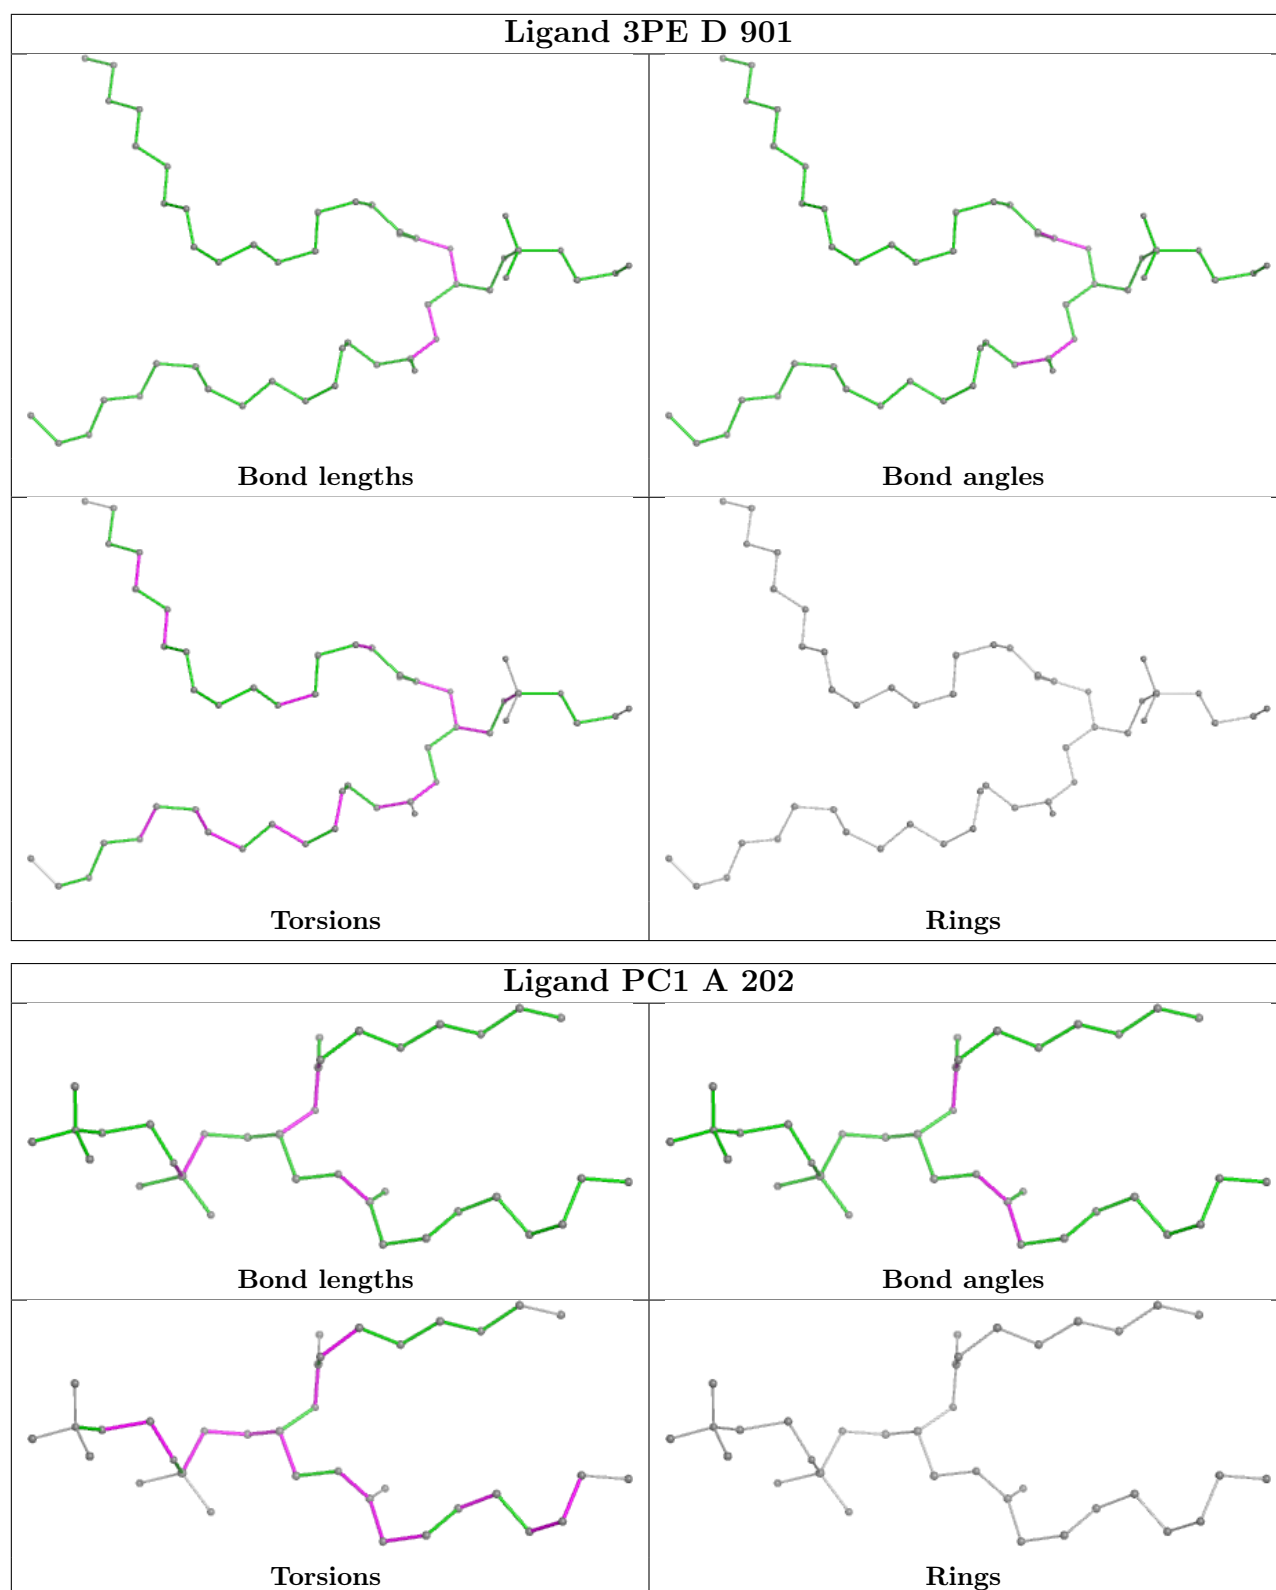 Ligand 3PE D 901
Bond lengths
Bond angles
Torsions
Rings
Ligand PC1 A 202
Bond lengths
Bond angles
Torsions
Rings